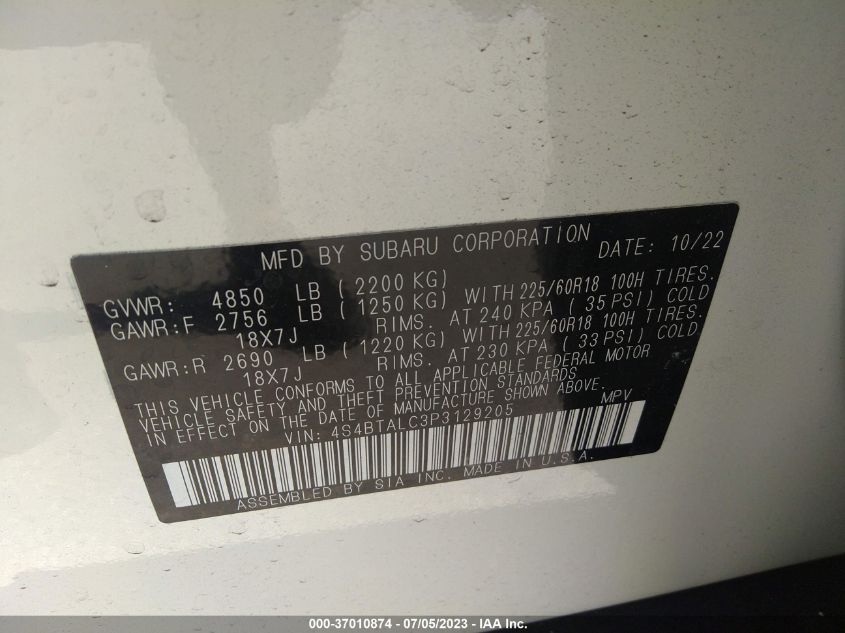 MFD BY SUBARU CORPORATION DATE: 10/22
GVWR: 4850 LB ( 2200 KG)
GAWR:F 2756 LB ( 1250 KG) WITH 225/60R18 100H TIRES.
18X7J RIMS. AT 240 KPA ( 35 PSI) COLD
GAWR:R 2690 LB ( 1220 KG) WITH 225/60R18 100H TIRES.
18X7J RIMS. AT 230 KPA ( 33 PSI) COLD
THIS VEHICLE CONFORMS TO ALL APPLICABLE FEDERAL MOTOR
VEHICLE SAFETY AND THEFT PREVENTION STANDARDS
IN EFFECT ON THE DATE OF MANUFACTURE SHOWN ABOVE.
VIN: 4S4BTALC3P3129205 MPV
ASSEMBLED BY SIA INC. MADE IN U.S.A.
000-37010874 - 07/05/2023 - IAA Inc.